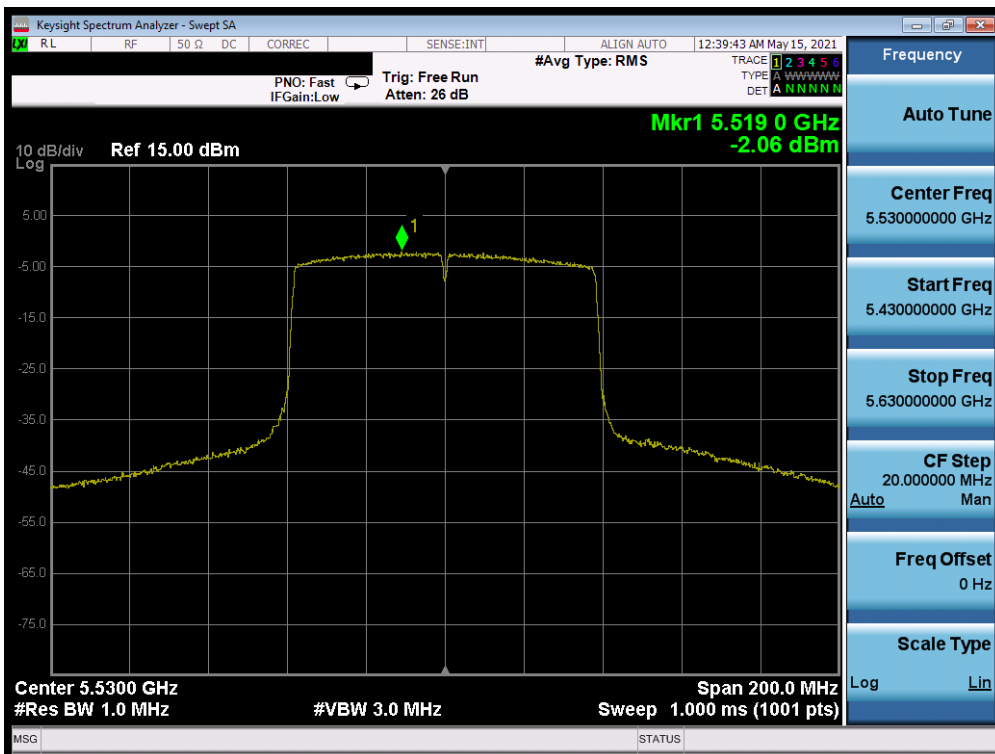 Keysight Spectrum Analyzer - Swept SA
LXI RL RF 50 Ω DC CORREC SENSE:INT ALIGN AUTO 12:39:43 AM May 15, 2021
#Avg Type: RMS
TRACE 1 2 3 4 5 6
TYPE A WWWWW
DET A N N N N N
PNO: Fast
IFGain:Low
Trig: Free Run
Atten: 26 dB
Mkr1 5.519 0 GHz
-2.06 dBm
10 dB/div Ref 15.00 dBm
Log
1
5.00
-5.00
-15.0
-25.0
-35.0
-45.0
-55.0
-65.0
-75.0
Center 5.5300 GHz Span 200.0 MHz
#Res BW 1.0 MHz #VBW 3.0 MHz Sweep 1.000 ms (1001 pts)
MSG STATUS
Frequency
Auto Tune
Center Freq
5.530000000 GHz
Start Freq
5.430000000 GHz
Stop Freq
5.630000000 GHz
CF Step
20.000000 MHz
Auto Man
Freq Offset
0 Hz
Scale Type
Log Lin